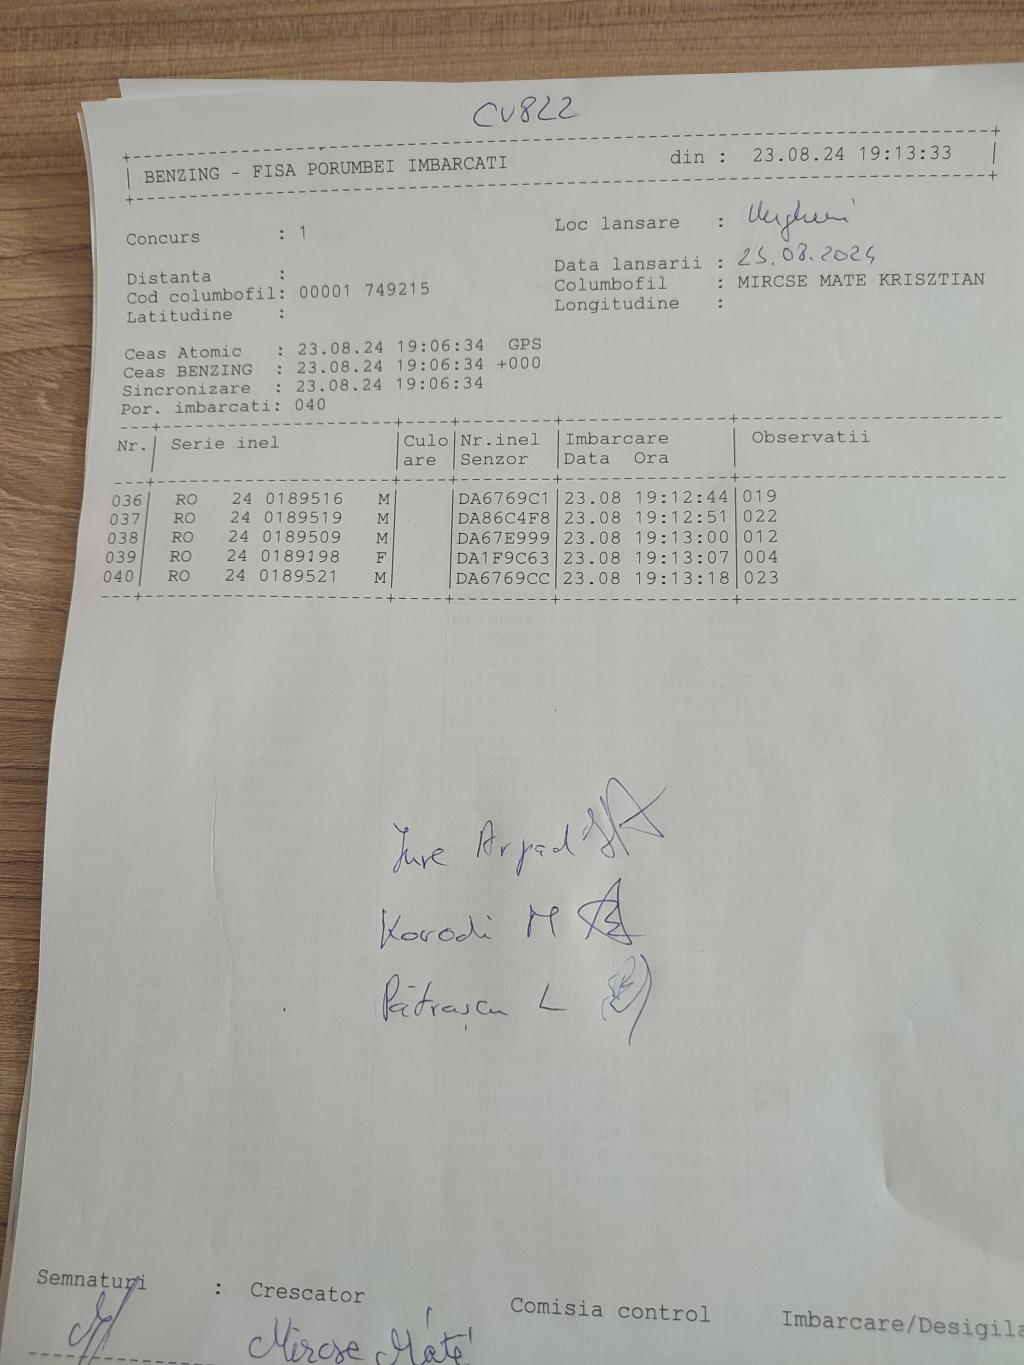 CV822
BENZING - FISA PORUMBEI IMBARCATI din : 23.08.24 19:13:33
Concurs : 1 Loc lansare :
Distanta : Data lansarii : 25.08.2024
Cod columbofil: 00001 749215 Columbofil : MIRCSE MATE KRISZTIAN
Latitudine : Longitudine :
Ceas Atomic : 23.08.24 19:06:34 GPS
Ceas BENZING : 23.08.24 19:06:34 +000
Sincronizare : 23.08.24 19:06:34
Por. imbarcati: 040
Nr. Serie inel Culo Nr.inel Imbarcare Observatii
are Senzor Data Ora
036 RO 24 0189516 M DA6769C1 23.08 19:12:44 019
037 RO 24 0189519 M DA86C4F8 23.08 19:12:51 022
038 RO 24 0189509 M DA67E999 23.08 19:13:00 012
039 RO 24 0189198 F DA1F9C63 23.08 19:13:07 004
040 RO 24 0189521 M DA6769CC 23.08 19:13:18 023
Arpad
Korodi M
Pătrașcu L
Semnaturi : Crescator Comisia control Imbarcare/Desigila
Mircse Máté